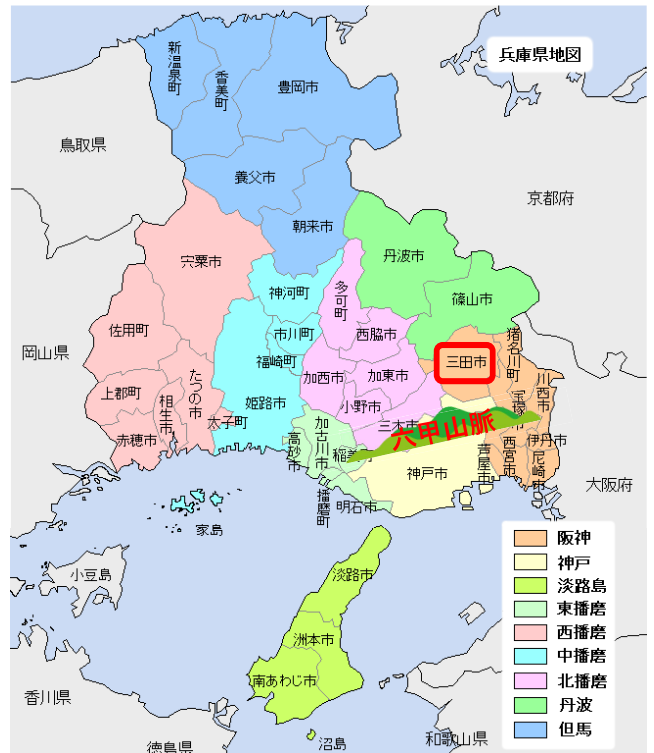 兵庫県地図
新温泉町
香美町
豊岡市
鳥取県
養父市
京都府
朝来市
宍粟市
丹波市
神河町
多可町
篠山市
佐用町
市川町
西脇市
猪名川町
岡山県
福崎町
三田市
加西市
加東市
川西市
上郡町
相生市
たつの市
姫路市
小野市
宝塚市
太子町
三木市
六甲山脈
赤穂市
高砂市
加古川市
稲美町
芦屋市
西宮市
伊丹市
尼崎市
神戸市
大阪府
播磨町
明石市
家島
小豆島
淡路市
洲本市
南あわじ市
香川県
徳島県
沼島
和歌山県
阪神
神戸
淡路島
東播磨
西播磨
中播磨
北播磨
丹波
但馬